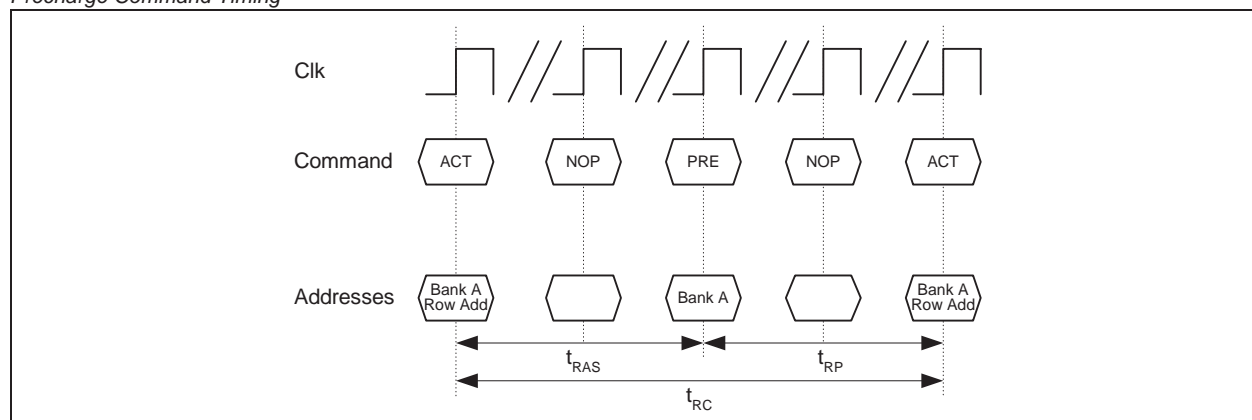 Precharge Command Timing
Clk
Command ACT NOP PRE NOP ACT
Addresses Bank A Row Add Bank A Bank A Row Add
tRAS tRP
tRC